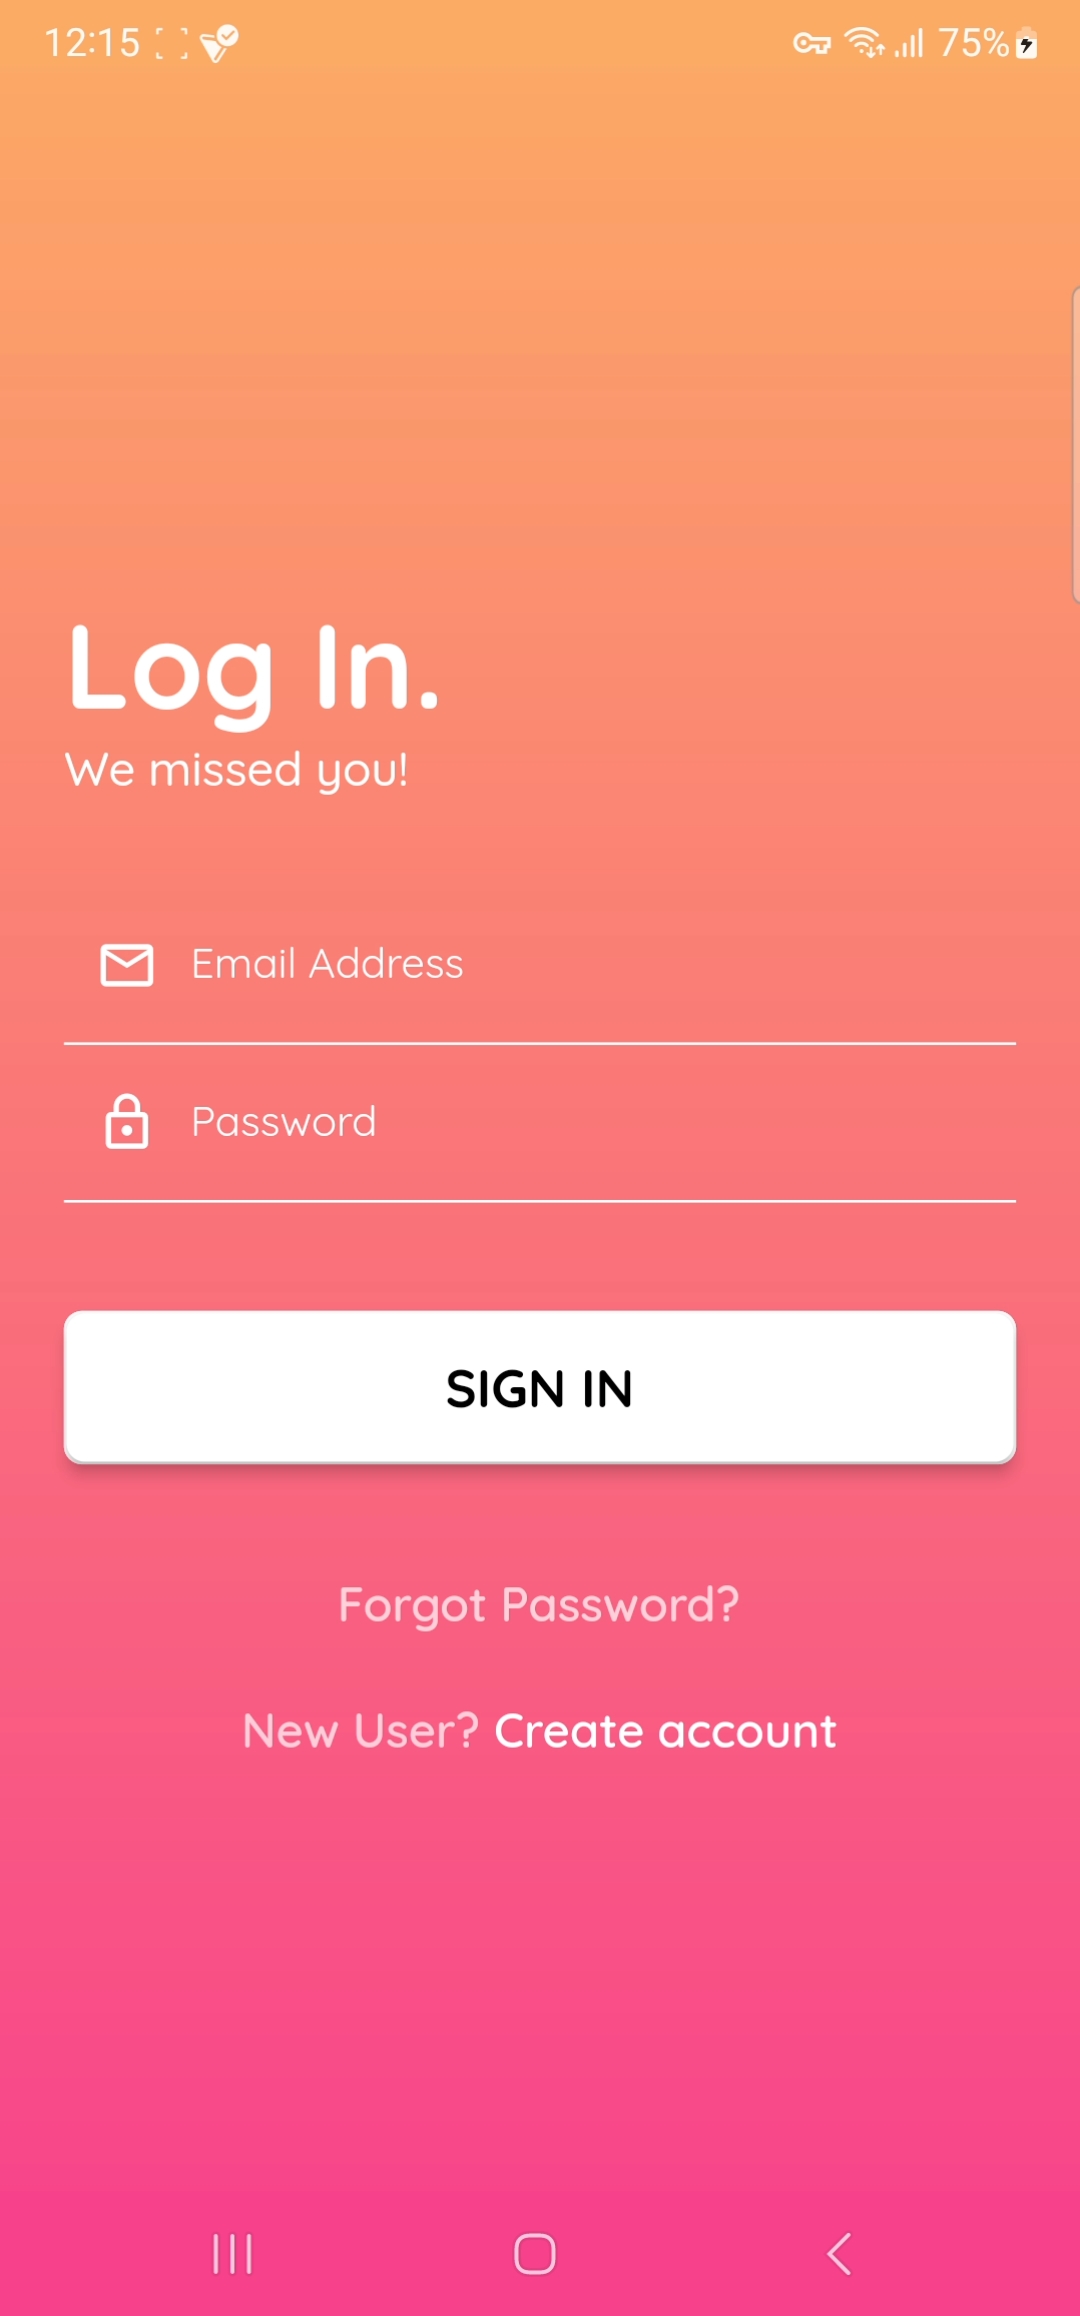 12:15 75%
Log In.
We missed you!
Email Address
Password
SIGN IN
Forgot Password?
New User? Create account